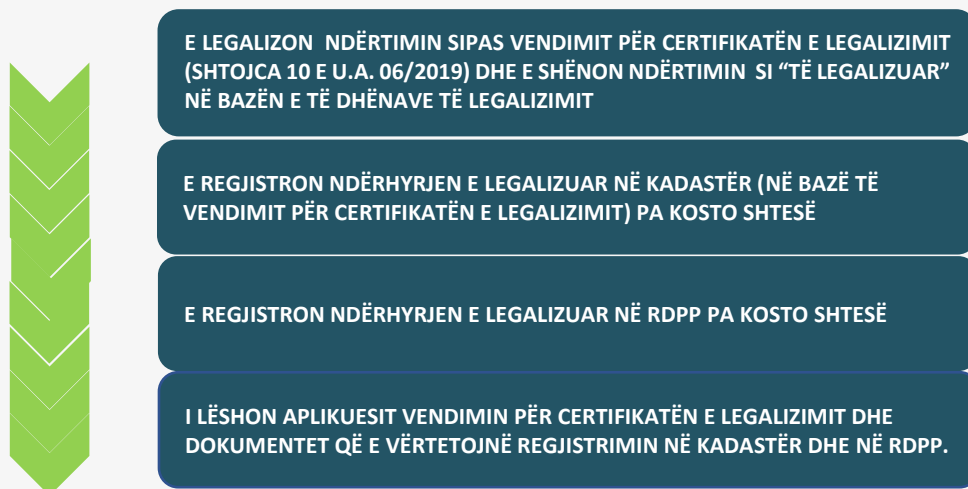 E LEGALIZON  NDËRTIMIN SIPAS VENDIMIT PËR CERTIFIKATËN E LEGALIZIMIT
(SHTOJCA 10 E U.A. 06/2019) DHE E SHËNON NDËRTIMIN  SI “TË LEGALIZUAR”
NË BAZËN E TË DHËNAVE TË LEGALIZIMIT
E REGJISTRON NDËRHYRJEN E LEGALIZUAR NË KADASTËR (NË BAZË TË
VENDIMIT PËR CERTIFIKATËN E LEGALIZIMIT) PA KOSTO SHTESË
E REGJISTRON NDËRHYRJEN E LEGALIZUAR NË RDPP PA KOSTO SHTESË
I LËSHON APLIKUESIT VENDIMIN PËR CERTIFIKATËN E LEGALIZIMIT DHE
DOKUMENTET QË E VËRTETOJNË REGJISTRIMIN NË KADASTËR DHE NË RDPP.